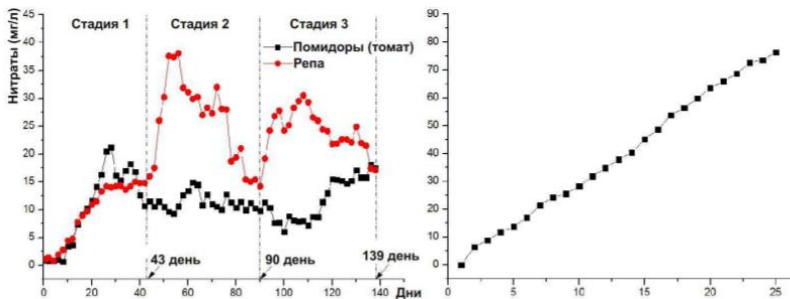 Стадия 1 Стадия 2 Стадия 3
Нитраты (мг/л)
45
40
35
30
25
20
15
10
5
0
Помидоры (томат)
Репа
43 день 90 день 139 день
0 20 40 60 80 100 120 140
Дни
90
80
70
60
50
40
30
20
10
0
0 5 10 15 20 25